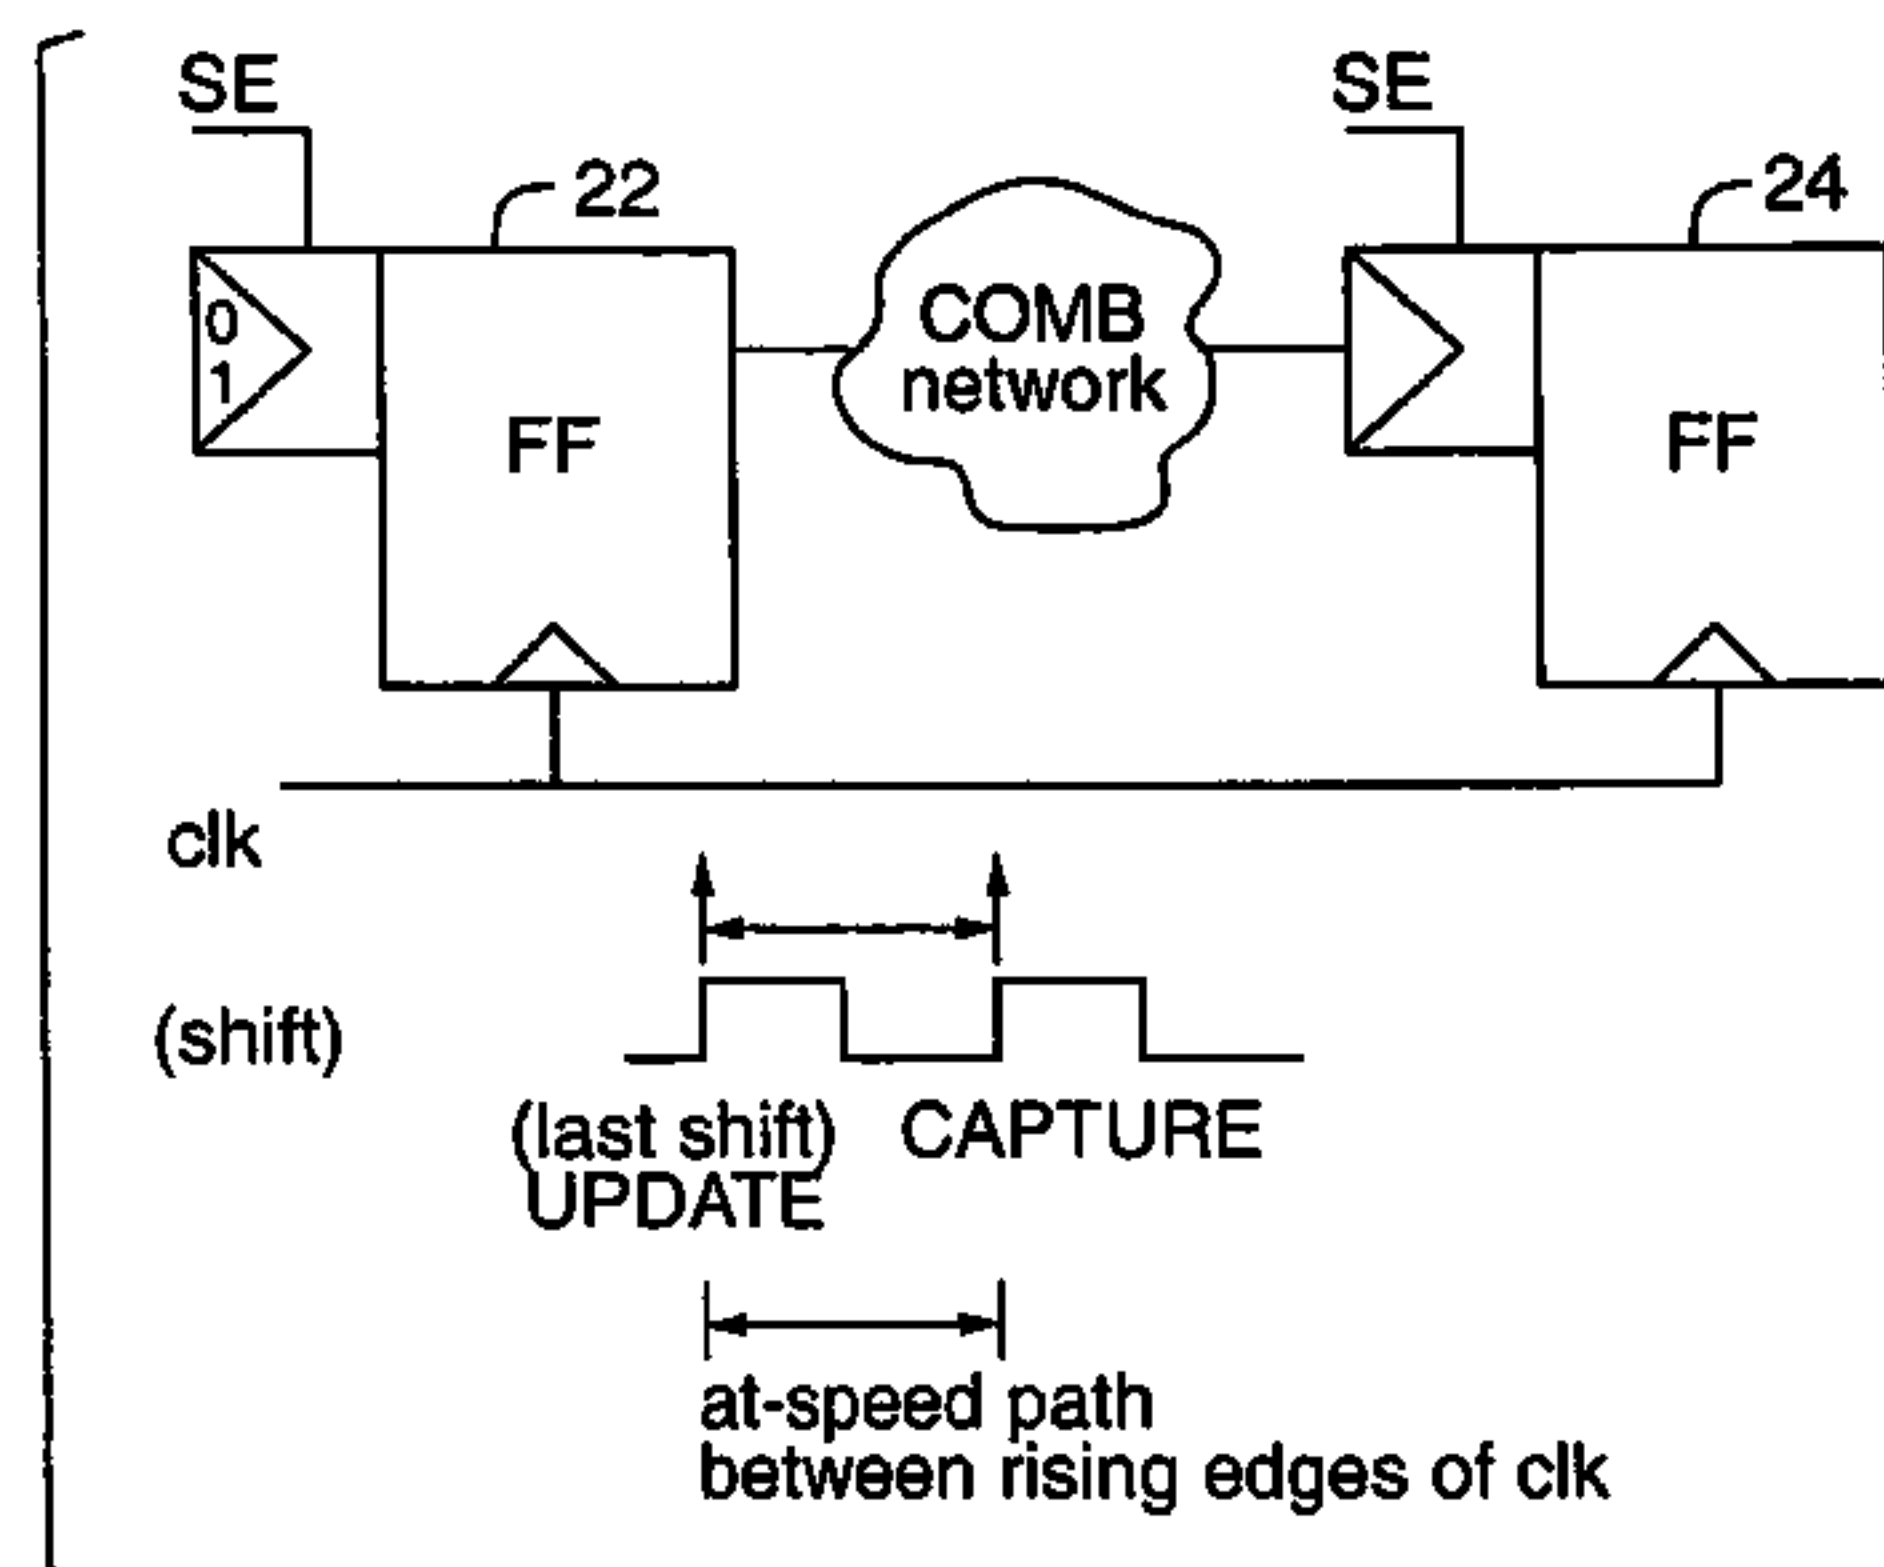 SE
SE
22
24
0
1
FF
COMB
network
FF
clk
(shift)
(last shift)
UPDATE
CAPTURE
at-speed path
between rising edges of clk